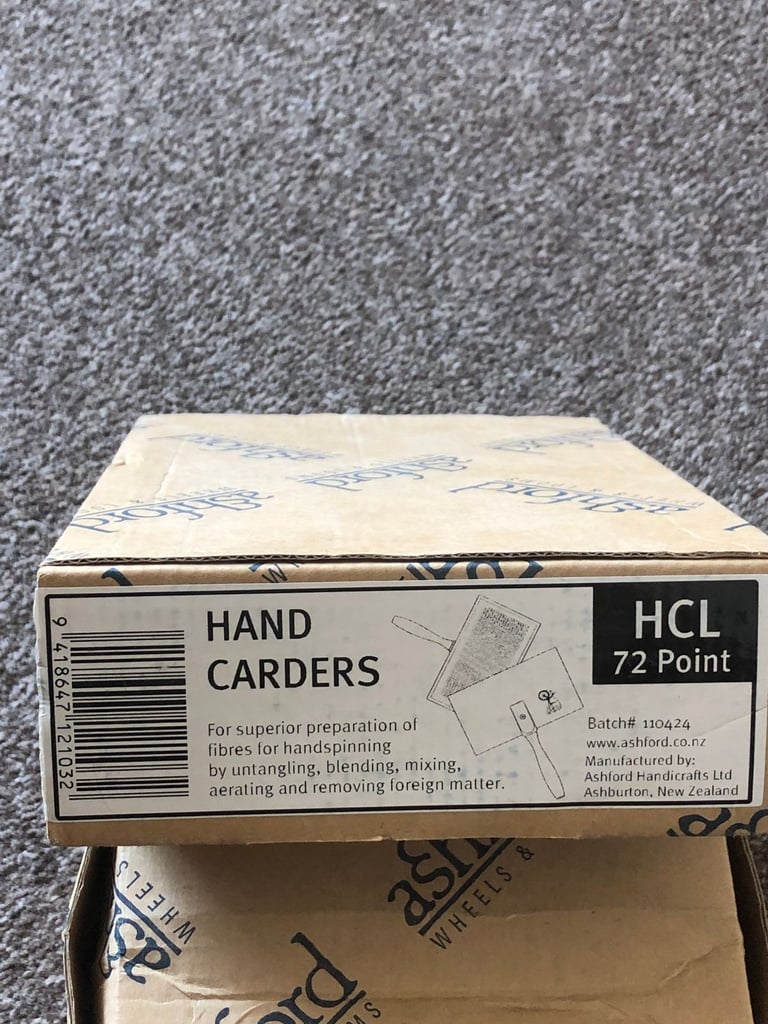 ashford
ashford
ashford
ashford
ashford
HAND
CARDERS
HCL
72 Point
For superior preparation of
fibres for handspinning
by untangling, blending, mixing,
aerating and removing foreign matter.
Batch# 110424
www.ashford.co.nz
Manufactured by:
Ashford Handicrafts Ltd
Ashburton, New Zealand
9 418647 121032
WHEELS
WHEELS &